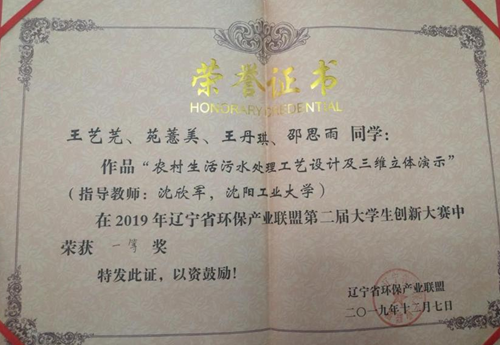 荣誉证书
HONORARY CREDENTIAL
王艺芜、苑薏美、王丹琪、邵思雨 同学：
作品“农村生活污水处理工艺设计及三维立体演示”
（指导教师：沈欣军，沈阳工业大学）
在 2019 年辽宁省环保产业联盟第二届大学生创新大赛中
荣获 一等 奖
特发此证，以资鼓励！
辽宁省环保产业联盟
二〇一九年十二月七日